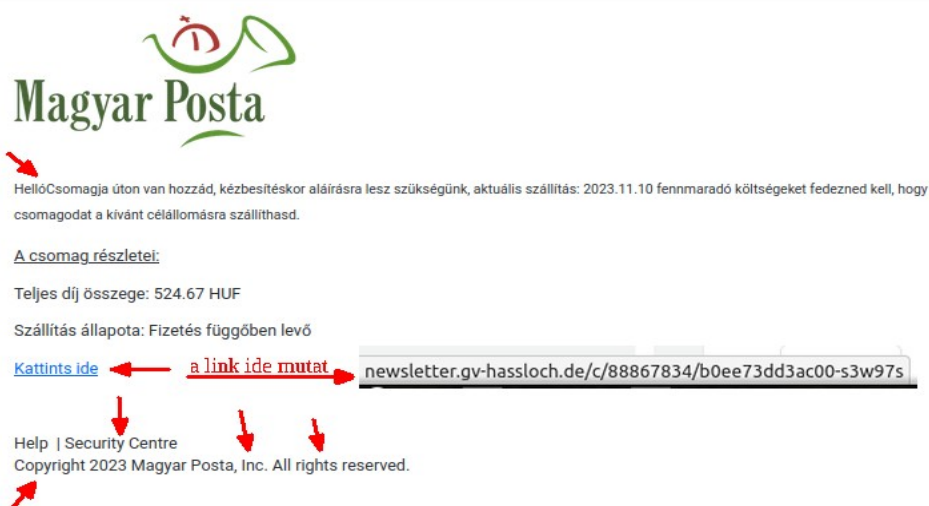 Magyar Posta
HellóCsomagja úton van hozzád, kézbesítéskor aláírásra lesz szükségünk, aktuális szállítás: 2023.11.10 fennmaradó költségeket fedezned kell, hogy
csomagodat a kívánt célállomásra szállíthasd.
A csomag részletei:
Teljes díj összege: 524.67 HUF
Szállítás állapota: Fizetés függőben levő
Kattints ide a link ide mutat newsletter.gv-hassloch.de/c/88867834/b0ee73dd3ac00-s3w97s
Help | Security Centre
Copyright 2023 Magyar Posta, Inc. All rights reserved.